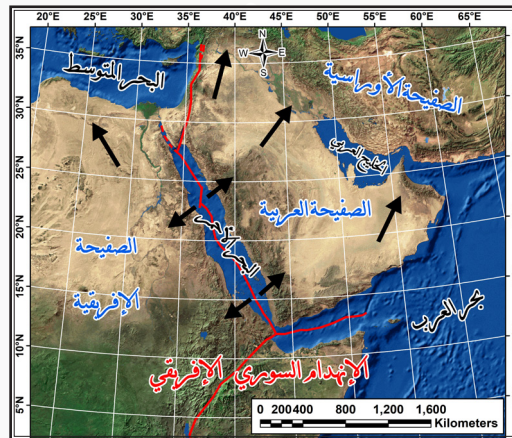 20°E 25°E 30°E 35°E 40°E 45°E 50°E 55°E 60°E 65°E
N
W E
S
35°N
30°N
25°N
20°N
15°N
10°N
5°N
البحر المتوسط
الصفيحة الأوراسية
الخليج العربي
الصفيحة العربية
البحر الأحمر
الصفيحة
الإفريقية
بحر العرب
الإنهدام السوري الإفريقي
0 200 400 800 1,200 1,600
Kilometers